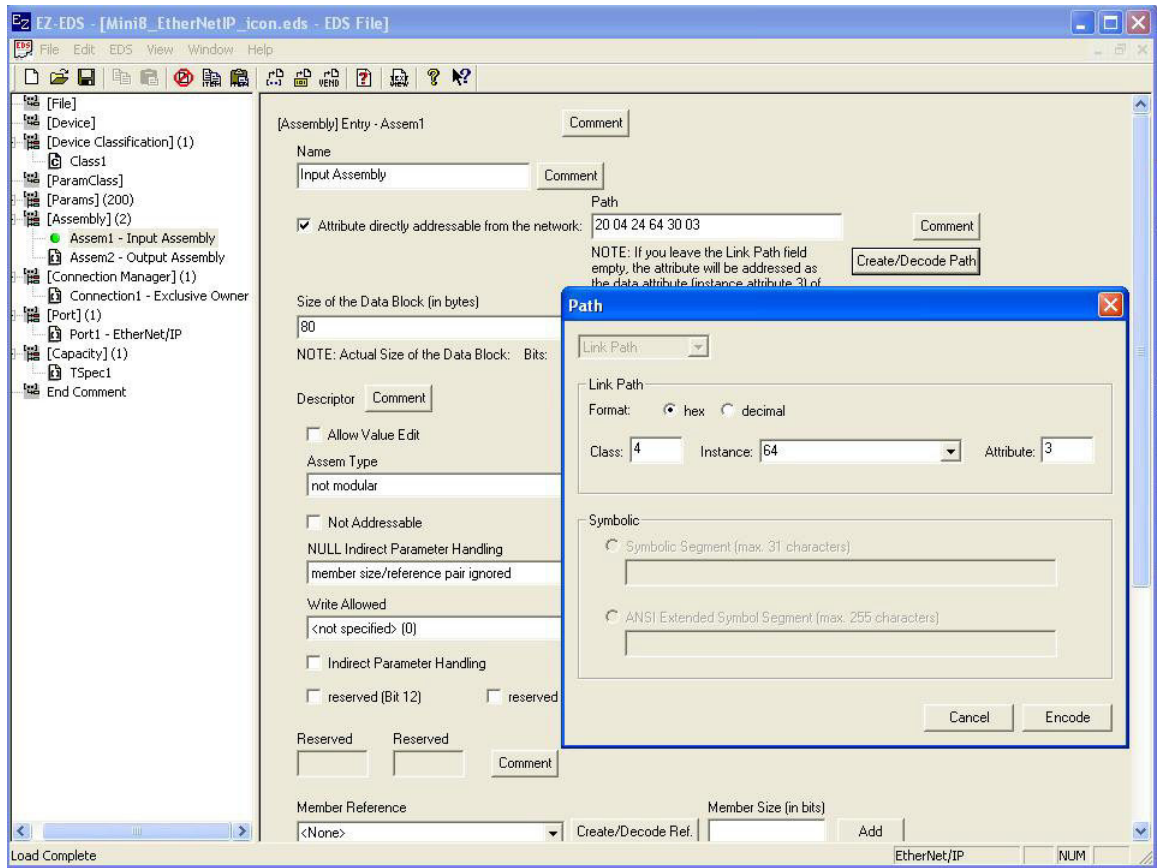 EZ-EDS - [Mini8_EtherNetIP_icon.eds - EDS File]
File Edit EDS View Window Help
[File]
[Device]
[Device Classification] (1)
Class1
[ParamClass]
[Params] (200)
[Assembly] (2)
Assem1 - Input Assembly
Assem2 - Output Assembly
[Connection Manager] (1)
Connection1 - Exclusive Owner
[Port] (1)
Port1 - EtherNet/IP
[Capacity] (1)
TSpec1
End Comment
[Assembly] Entry - Assem1 Comment
Name
Input Assembly Comment
Path
Attribute directly addressable from the network: 20 04 24 64 30 03 Comment
NOTE: If you leave the Link Path field
empty, the attribute will be addressed as
the data attribute (instance attribute 3) of
Create/Decode Path
Size of the Data Block (in bytes)
80
NOTE: Actual Size of the Data Block: Bits:
Descriptor Comment
Allow Value Edit
Assem Type
not modular
Not Addressable
NULL Indirect Parameter Handling
member size/reference pair ignored
Write Allowed
<not specified> (0)
Indirect Parameter Handling
reserved (Bit 12) reserved
Reserved Reserved
Comment
Member Reference Member Size (in bits)
<None> Create/Decode Ref. Add
Path
Link Path
Link Path
Format: hex decimal
Class: 4 Instance: 64 Attribute: 3
Symbolic
Symbolic Segment (max. 31 characters)
ANSI Extended Symbol Segment (max. 255 characters)
Cancel Encode
Load Complete EtherNet/IP NUM